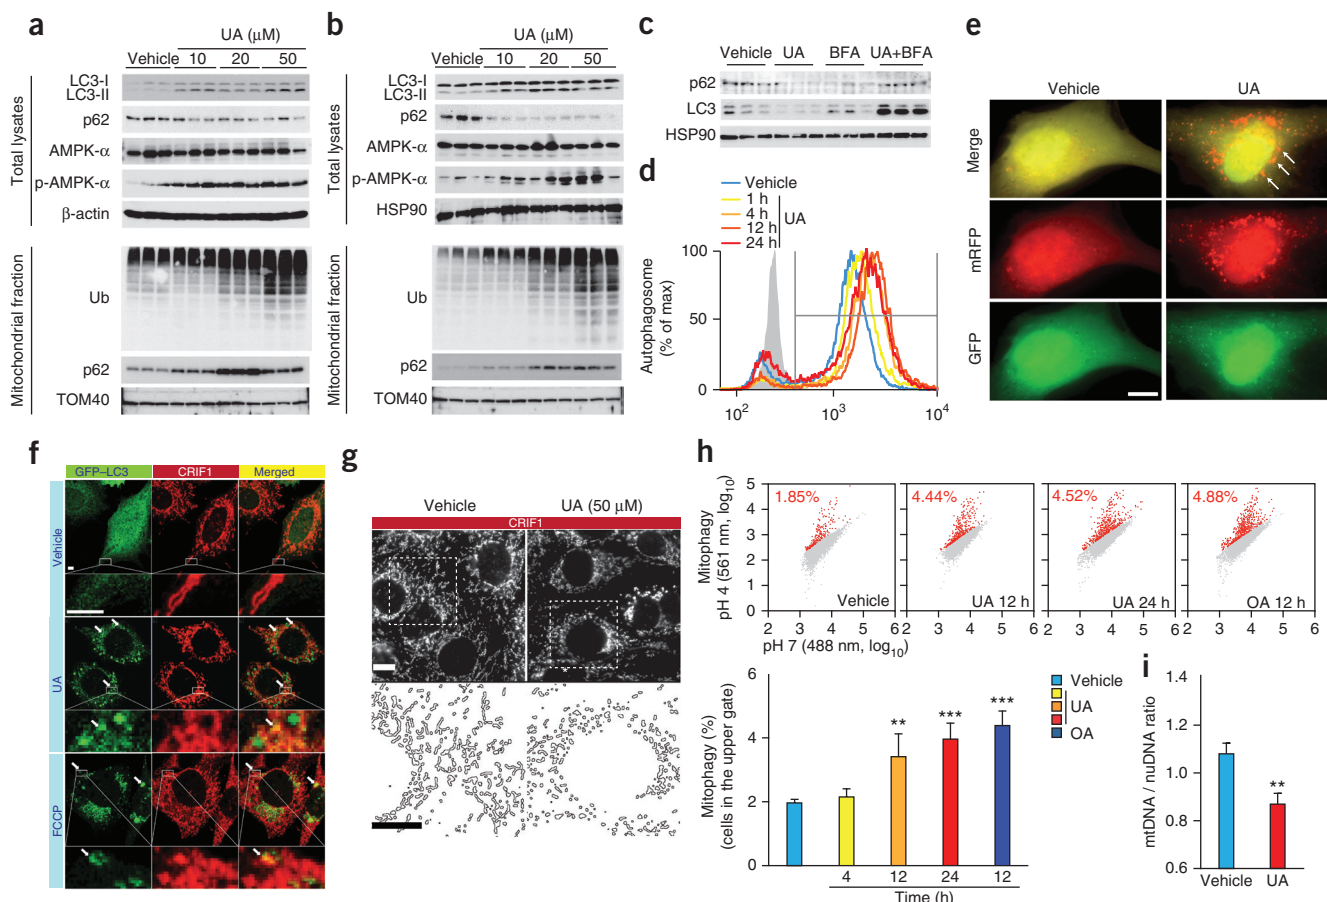 a
UA (μM)
Vehicle 10 20 50
Total lysates
LC3-I
LC3-II
p62
AMPK-α
p-AMPK-α
β-actin
Mitochondrial fraction
Ub
p62
TOM40
b
UA (μM)
Vehicle 10 20 50
Total lysates
LC3-I
LC3-II
p62
AMPK-α
p-AMPK-α
HSP90
Mitochondrial fraction
Ub
p62
TOM40
c
Vehicle UA BFA UA+BFA
p62
LC3
HSP90
d
Vehicle
1 h
4 h
12 h
24 h
UA
Autophagosome
(% of max)
100
50
0
10² 10³ 10⁴
e
Vehicle UA
Merge
mRFP
GFP
f
GFP–LC3 CRIF1 Merged
Vehicle
UA
FCCP
g
Vehicle UA (50 μM)
CRIF1
h
Mitophagy
pH 4 (561 nm, log₁₀)
5
4
3
2
1
0
1.85% 4.44% 4.52% 4.88%
Vehicle UA 12 h UA 24 h OA 12 h
2 3 4 5 6 2 3 4 5 6 2 3 4 5 6 2 3 4 5 6
pH 7 (488 nm, log₁₀)
Mitophagy (%)
(cells in the upper gate)
6
4
2
0
** *** ***
4 12 24 12
Time (h)
Vehicle
UA
OA
i
mtDNA / nuDNA ratio
1.4
1.2
1.0
0.8
0.6
**
Vehicle UA